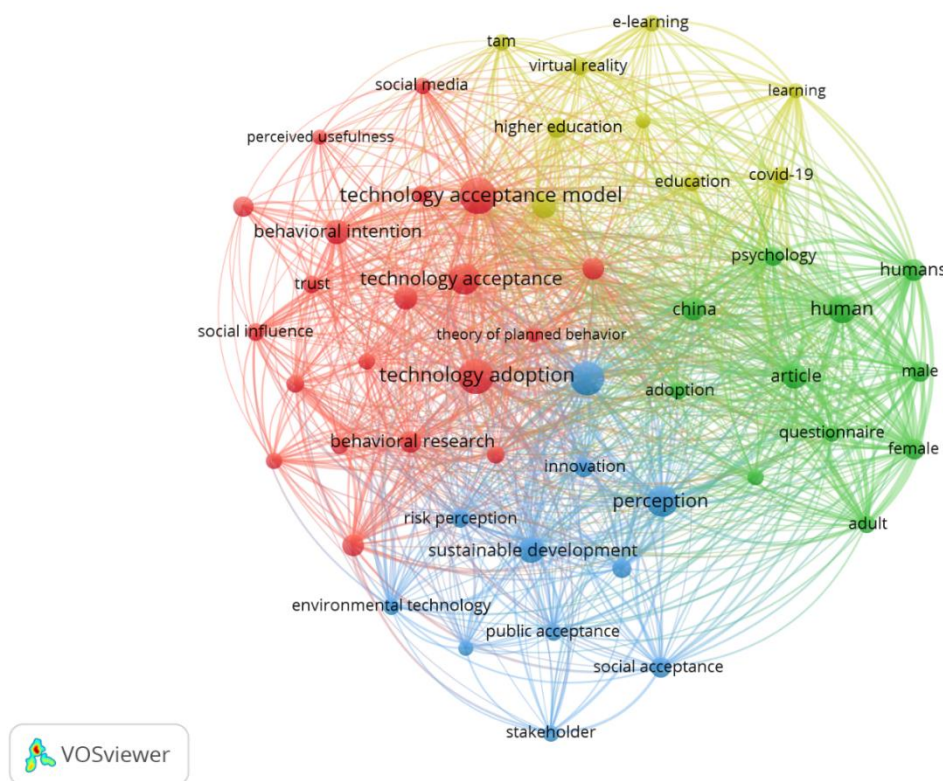 e-learning
tam
virtual reality
social media
learning
higher education
perceived usefulness
covid-19
education
technology acceptance model
behavioral intention
psychology
humans
technology acceptance
trust
china
human
social influence
theory of planned behavior
technology adoption
article
male
adoption
questionnaire
behavioral research
female
innovation
perception
risk perception
adult
sustainable development
environmental technology
public acceptance
social acceptance
stakeholder
VOSviewer